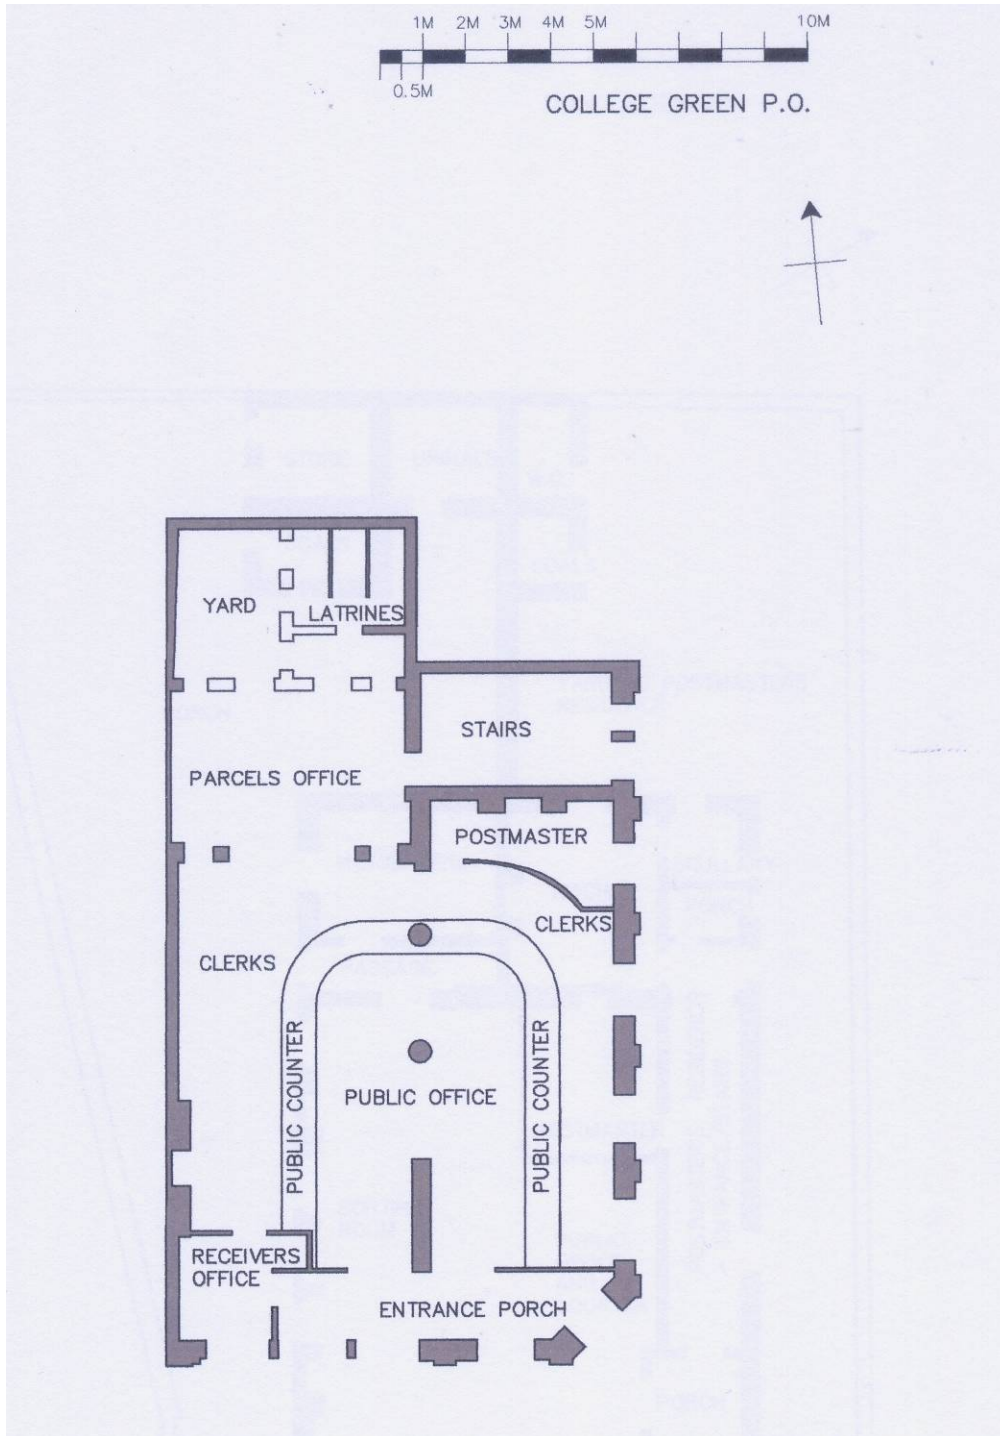 1M 2M 3M 4M 5M 10M
0.5M
COLLEGE GREEN P.O.
YARD
LATRINES
STAIRS
PARCELS OFFICE
POSTMASTER
CLERKS
CLERKS
PUBLIC COUNTER
PUBLIC COUNTER
PUBLIC OFFICE
RECEIVERS
OFFICE
ENTRANCE PORCH